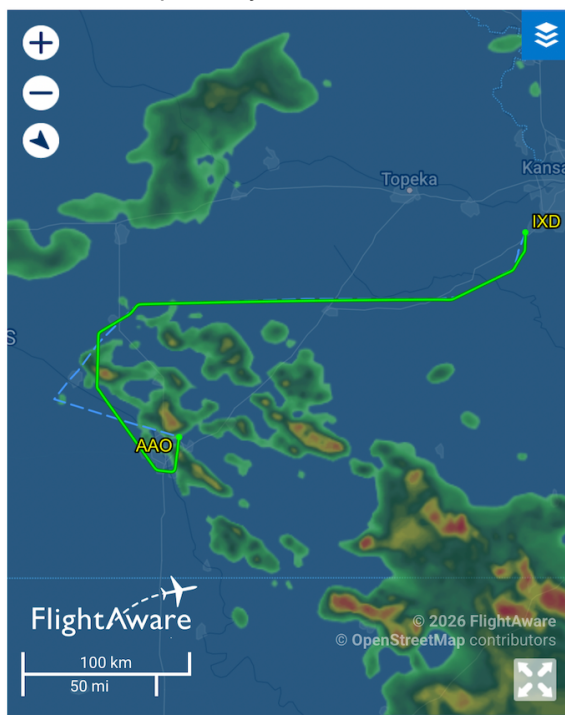 Topeka
Kansa
IXD
S
AAO
FlightAware
© 2026 FlightAware
© OpenStreetMap contributors
100 km
50 mi